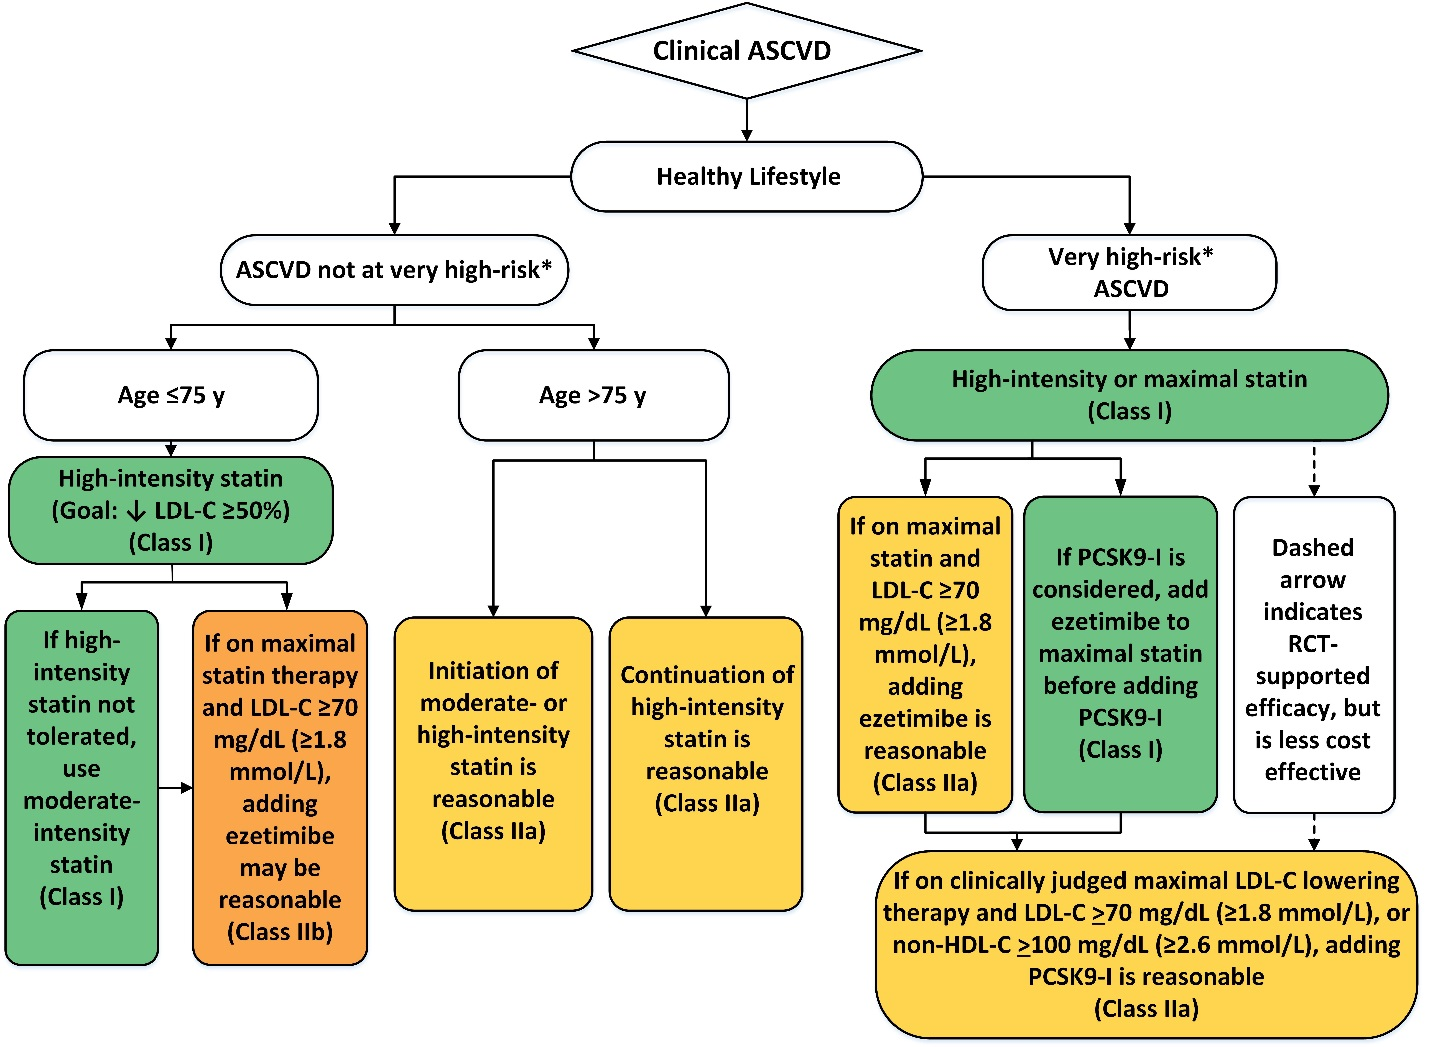 Clinical ASCVD
Healthy Lifestyle
ASCVD not at very high-risk*
Very high-risk*
ASCVD
Age ≤75 y
Age >75 y
High-intensity or maximal statin
(Class I)
High-intensity statin
(Goal: ↓ LDL-C ≥50%)
(Class I)
If high-
intensity
statin not
tolerated,
use
moderate-
intensity
statin
(Class I)
If on maximal
statin therapy
and LDL-C ≥70
mg/dL (≥1.8
mmol/L),
adding
ezetimibe
may be
reasonable
(Class IIb)
Initiation of
moderate- or
high-intensity
statin is
reasonable
(Class IIa)
Continuation of
high-intensity
statin is
reasonable
(Class IIa)
If on maximal
statin and
LDL-C ≥70
mg/dL (≥1.8
mmol/L),
adding
ezetimibe is
reasonable
(Class IIa)
If PCSK9-I is
considered, add
ezetimibe to
maximal statin
before adding
PCSK9-I
(Class I)
Dashed
arrow
indicates
RCT-
supported
efficacy, but
is less cost
effective
If on clinically judged maximal LDL-C lowering
therapy and LDL-C ≥70 mg/dL (≥1.8 mmol/L), or
non-HDL-C ≥100 mg/dL (≥2.6 mmol/L), adding
PCSK9-I is reasonable
(Class IIa)